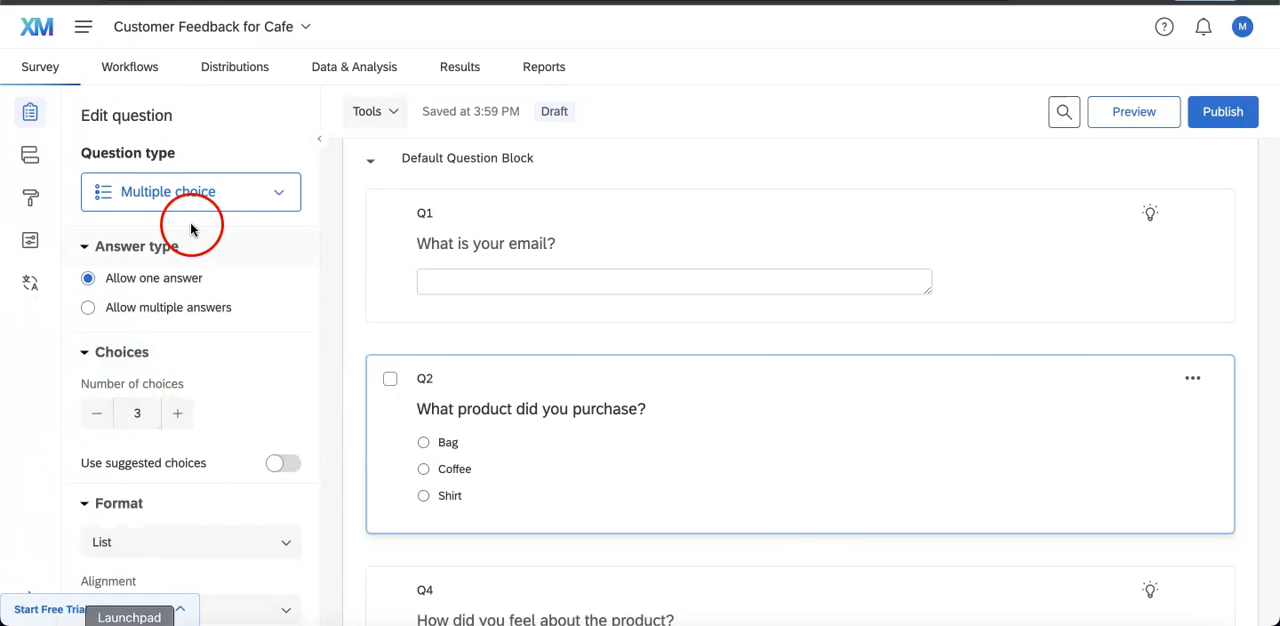 XM
Customer Feedback for Cafe
?
M
Survey
Workflows
Distributions
Data & Analysis
Results
Reports
Edit question
Tools
Saved at 3:59 PM
Draft
Preview
Publish
Question type
Multiple choice
Answer type
Allow one answer
Allow multiple answers
Choices
Number of choices
− 3 +
Use suggested choices
Format
List
Alignment
Start Free
Launchpad
Default Question Block
Q1
What is your email?
Q2
What product did you purchase?
Bag
Coffee
Shirt
Q4
How did you feel about the product?